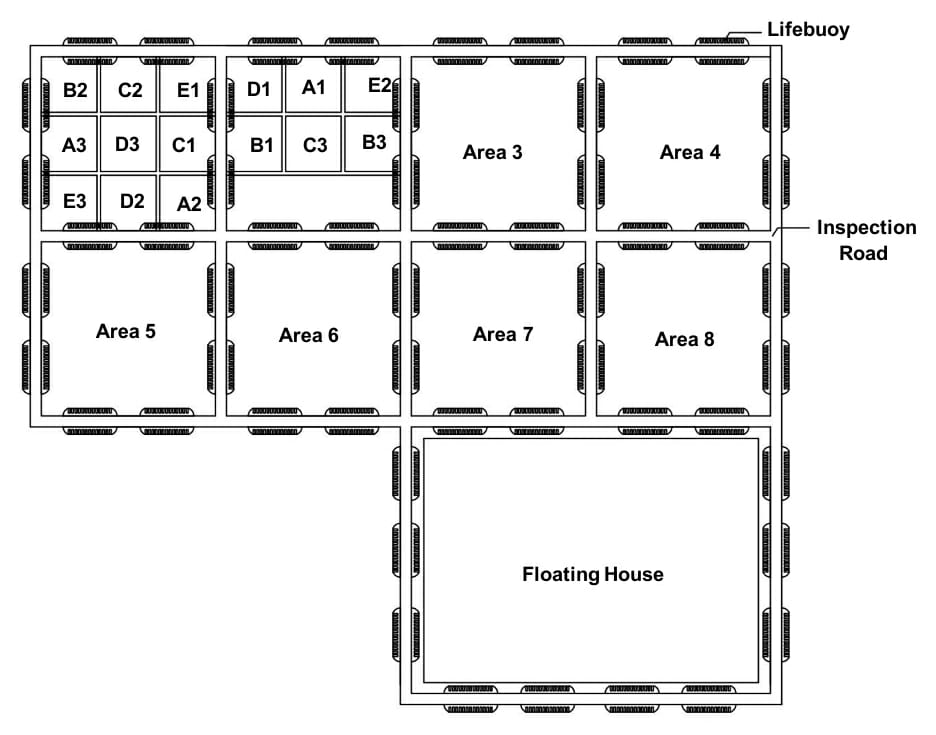 Lifebuoy
B2 C2 E1 D1 A1 E2
A3 D3 C1 B1 C3 B3
Area 3 Area 4
E3 D2 A2
Inspection
Road
Area 5 Area 6 Area 7 Area 8
Floating House